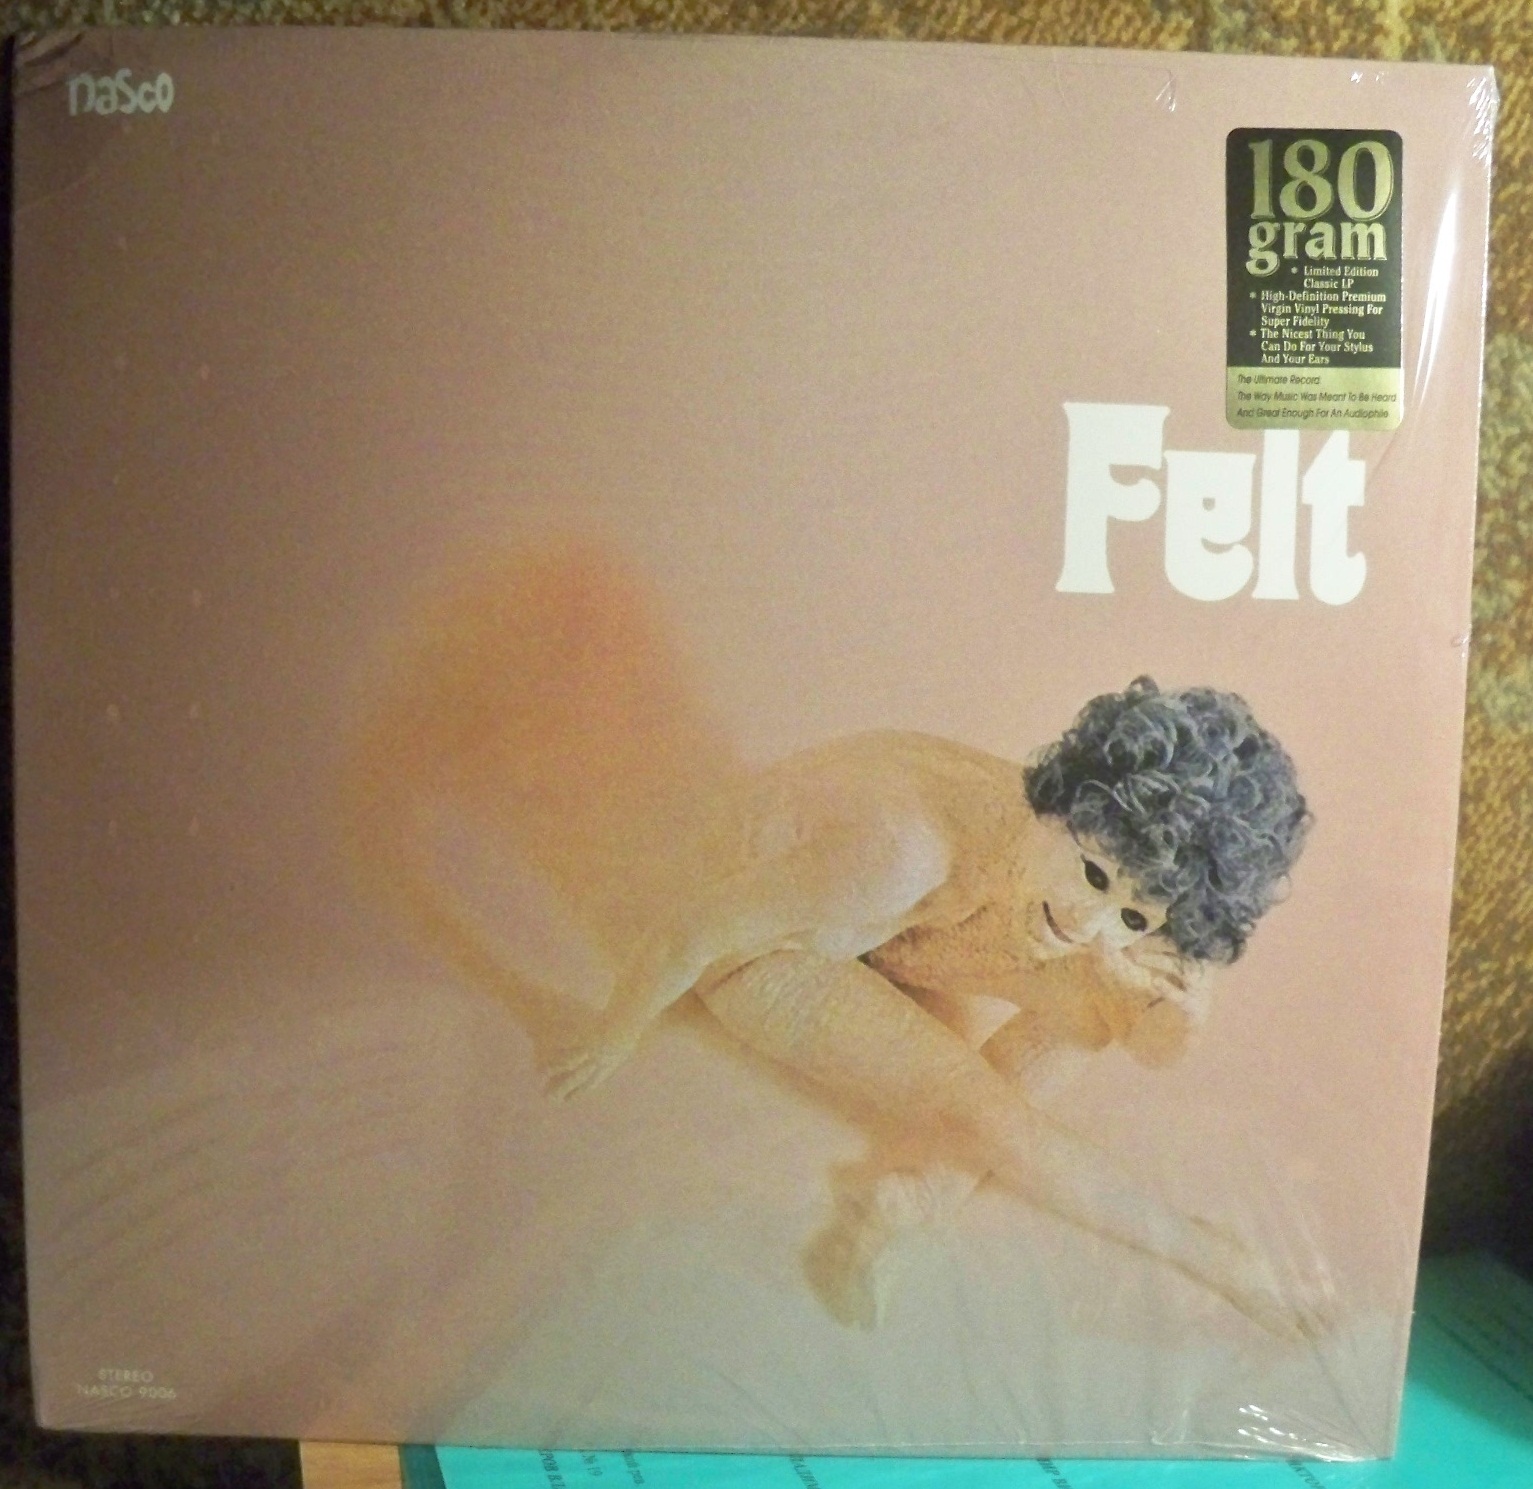 nasco
180
gram
* Limited Edition
Classic LP
* High-Definition Premium
Virgin Vinyl Pressing For
Super Fidelity
* The Nicest Thing You
Can Do For Your Stylus
And Your Ears
The Ultimate Record
The Way Music Was Meant To Be Heard
And Great Enough For An Audiophile
Felt
STEREO
NASCO 9006
№ 19